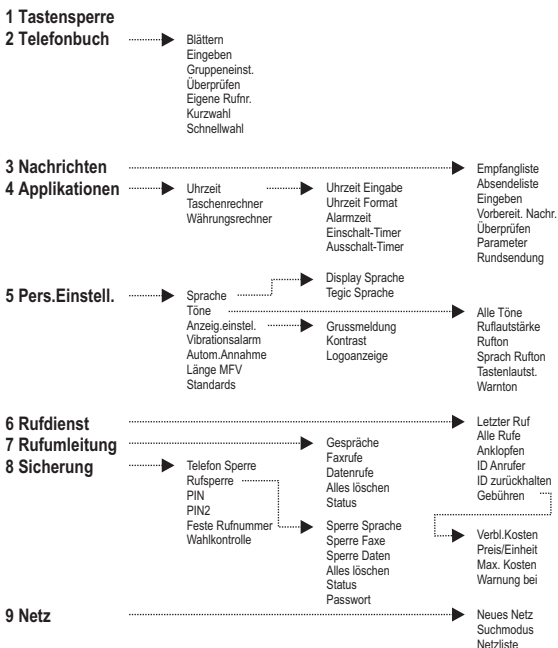 1 Tastensperre
2 Telefonbuch
Blättern
Eingeben
Gruppeneinst.
Überprüfen
Eigene Rufnr.
Kurzwahl
Schnellwahl
3 Nachrichten
Empfangliste
Absendeliste
Eingeben
Vorbereit. Nachr.
Überprüfen
Parameter
Rundsendung
4 Applikationen
Uhrzeit
Taschenrechner
Währungsrechner
Uhrzeit Eingabe
Uhrzeit Format
Alarmzeit
Einschalt-Timer
Ausschalt-Timer
5 Pers.Einstell.
Sprache
Töne
Anzeig.einstel.
Vibrationsalarm
Autom.Annahme
Länge MFV
Standards
Display Sprache
Tegic Sprache
Grussmeldung
Kontrast
Logoanzeige
Alle Töne
Ruflautstärke
Rufton
Sprach Rufton
Tastenlautst.
Warnton
6 Rufdienst
Letzter Ruf
Alle Rufe
Anklopfen
ID Anrufer
ID zurückhalten
Gebühren
Verbl.Kosten
Preis/Einheit
Max. Kosten
Warnung bei
7 Rufumleitung
Gespräche
Faxrufe
Datenrufe
Alles löschen
Status
8 Sicherung
Telefon Sperre
Rufsperre
PIN
PIN2
Feste Rufnummer
Wahlkontrolle
Sperre Sprache
Sperre Faxe
Sperre Daten
Alles löschen
Status
Passwort
9 Netz
Neues Netz
Suchmodus
Netzliste